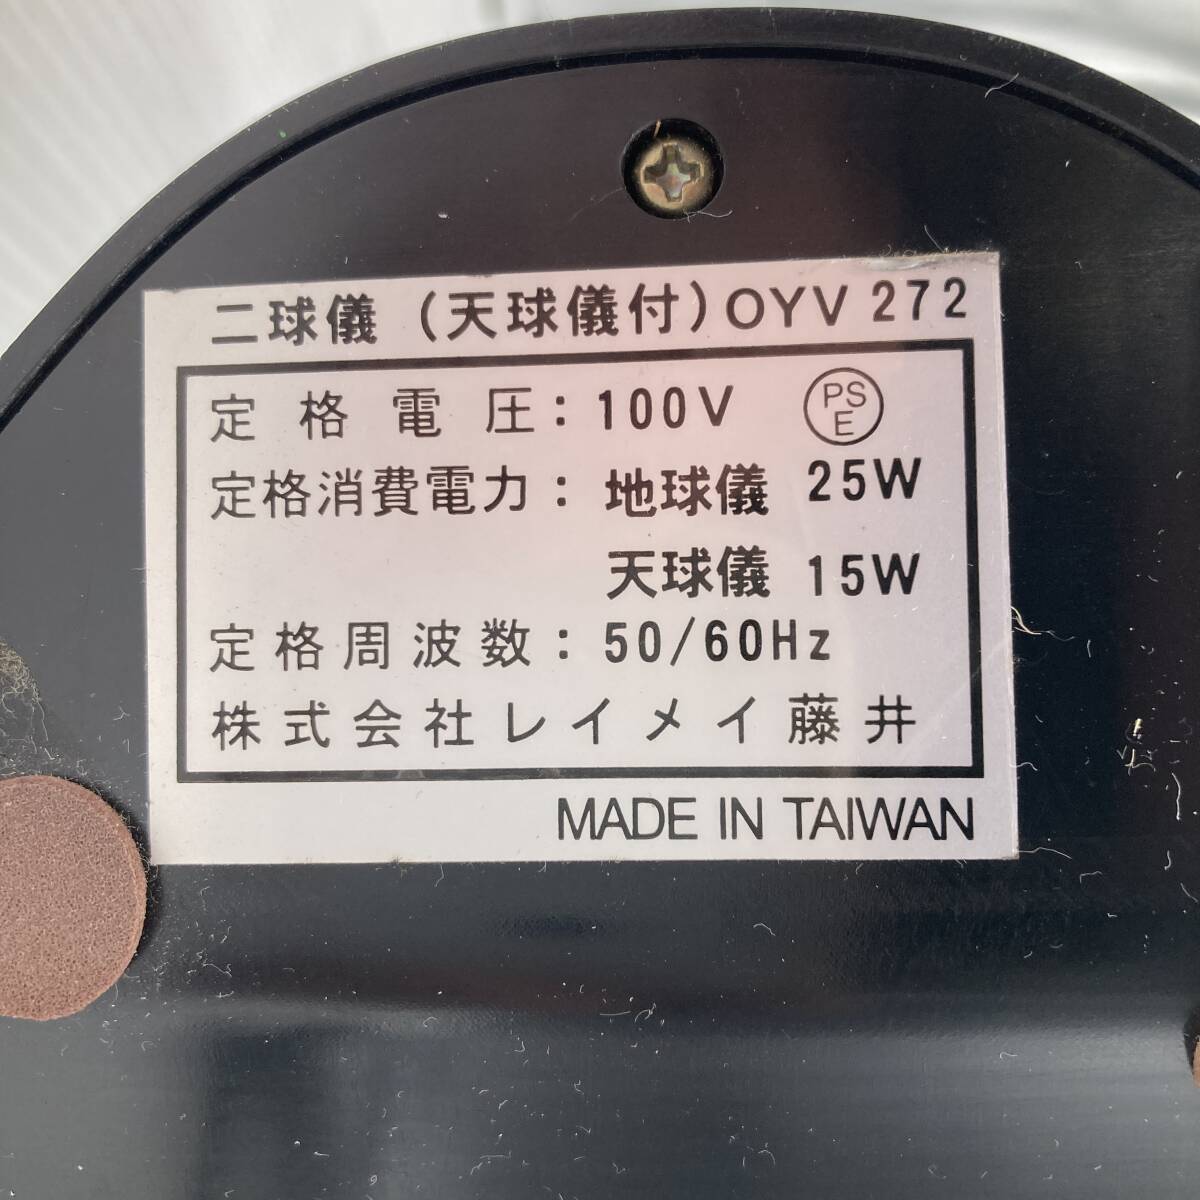 二球儀（天球儀付）OYV 272
定格電圧：100V PSE
定格消費電力：地球儀 25W
天球儀 15W
定格周波数：50/60Hz
株式会社レイメイ藤井
MADE IN TAIWAN